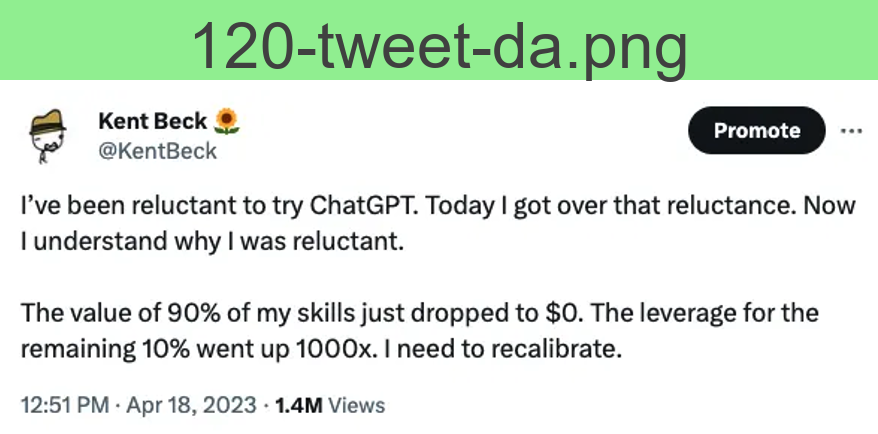 120-tweet-da.png
Kent Beck 🌻
@KentBeck
Promote
I’ve been reluctant to try ChatGPT. Today I got over that reluctance. Now
I understand why I was reluctant.
The value of 90% of my skills just dropped to $0. The leverage for the
remaining 10% went up 1000x. I need to recalibrate.
12:51 PM · Apr 18, 2023 · 1.4M Views